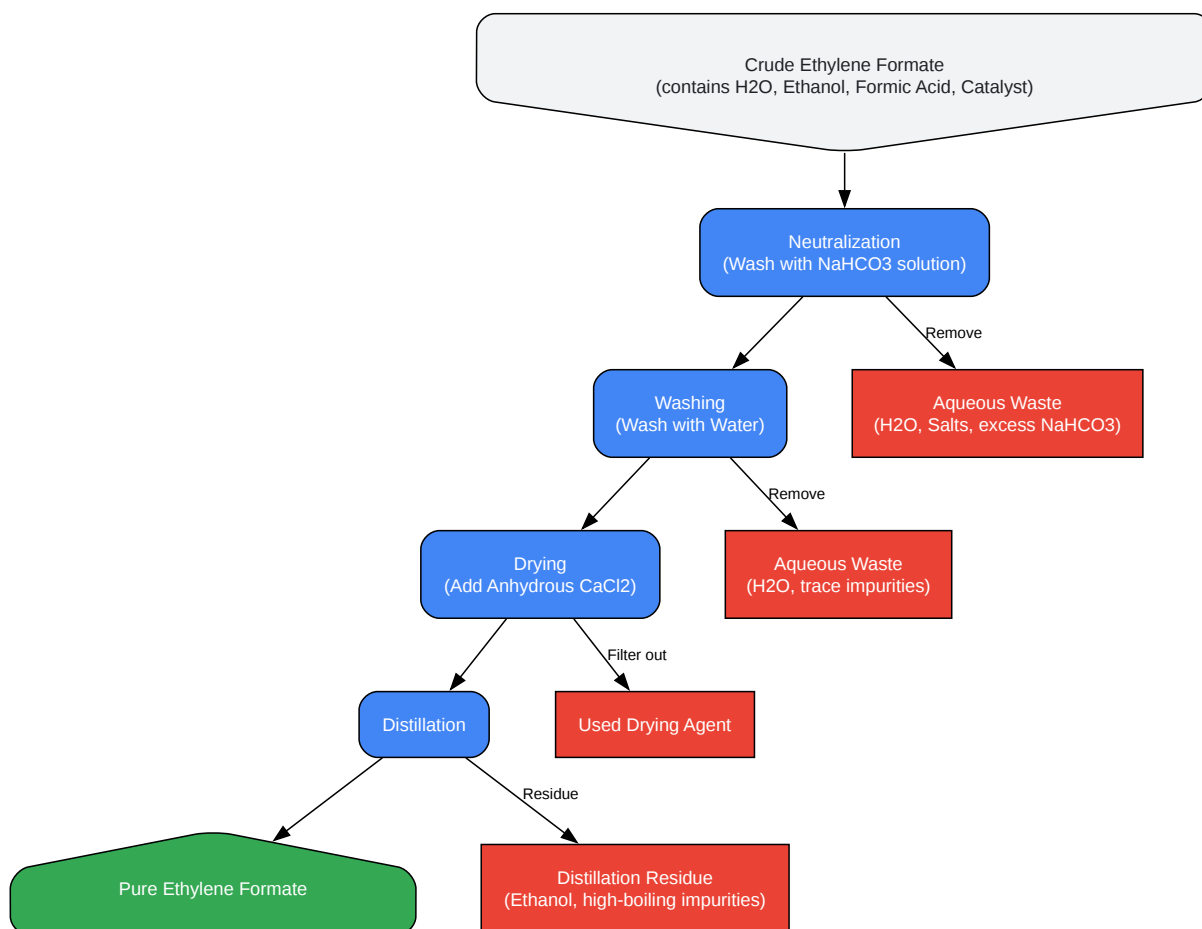 Crude Ethylene Formate
(contains H2O, Ethanol, Formic Acid, Catalyst)
Neutralization
(Wash with NaHCO3 solution)
Remove
Washing
(Wash with Water)
Aqueous Waste
(H2O, Salts, excess NaHCO3)
Remove
Drying
(Add Anhydrous CaCl2)
Aqueous Waste
(H2O, trace impurities)
Filter out
Distillation
Used Drying Agent
Residue
Pure Ethylene Formate
Distillation Residue
(Ethanol, high-boiling impurities)